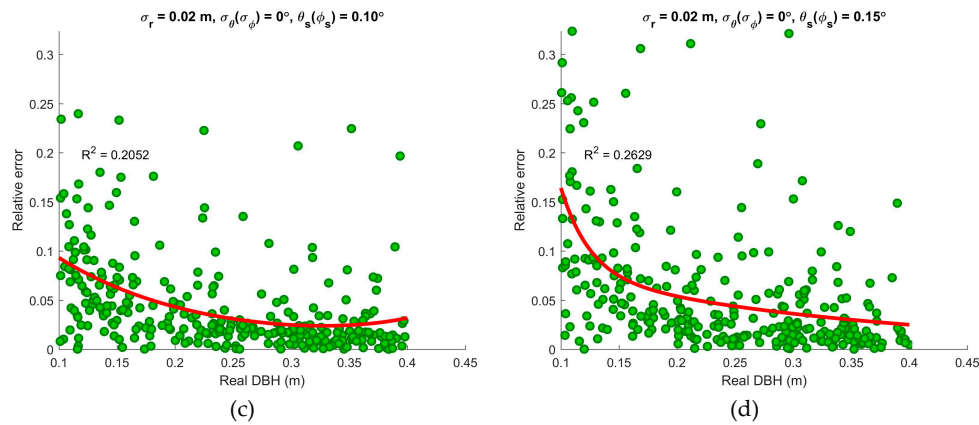 σr = 0.02 m, σθ(σϕ) = 0°, θs(ϕs) = 0.10°
0.3
0.25
0.2
0.15
0.1
0.05
0
Relative error
R² = 0.2052
0.1 0.15 0.2 0.25 0.3 0.35 0.4 0.45
Real DBH (m)
(c)
σr = 0.02 m, σθ(σϕ) = 0°, θs(ϕs) = 0.15°
0.3
0.25
0.2
0.15
0.1
0.05
0
Relative error
R² = 0.2629
0.1 0.15 0.2 0.25 0.3 0.35 0.4 0.45
Real DBH (m)
(d)